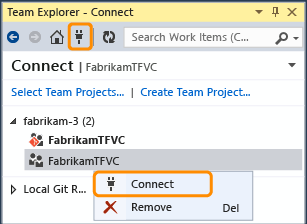 Team Explorer - Connect
Search Work Items (C...
Connect | FabrikamTFVC
Select Team Projects... | Create Team Project...
fabrikam-3 (2)
FabrikamTFVC
FabrikamTFVC
Local Git R...
Connect
Remove Del